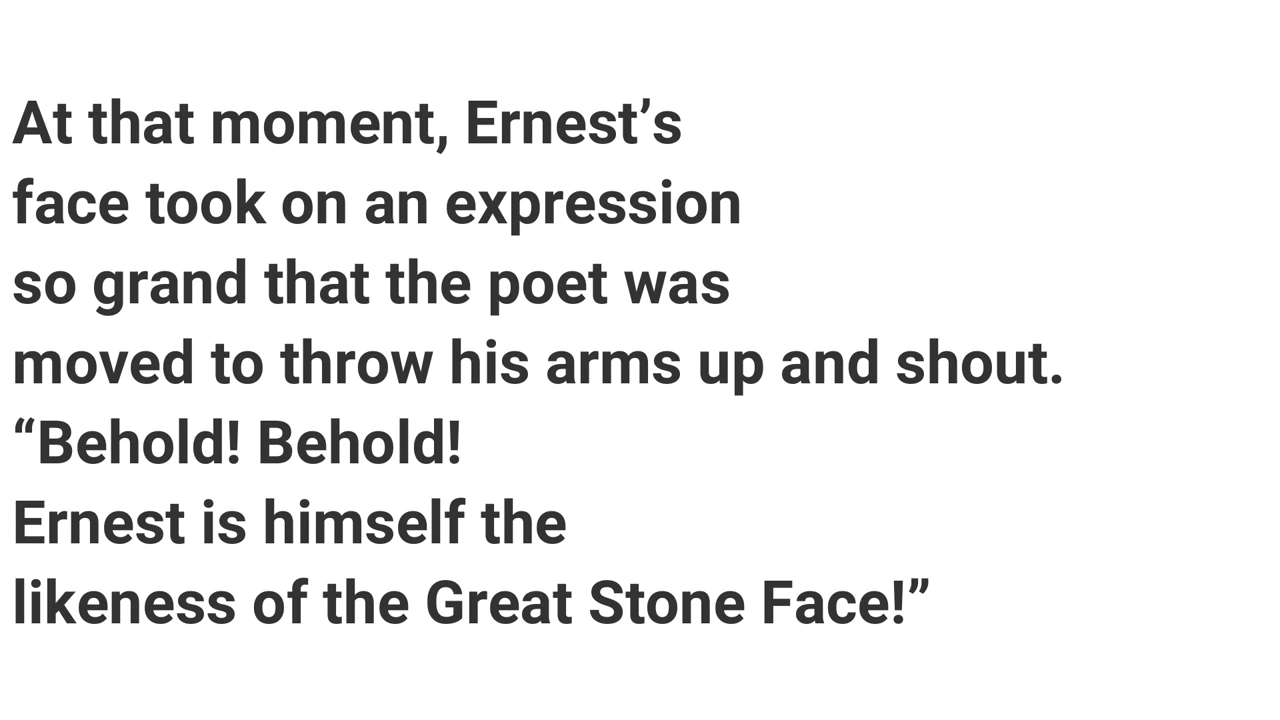 At that moment, Ernest’s
face took on an expression
so grand that the poet was
moved to throw his arms up and shout.
“Behold! Behold!
Ernest is himself the
likeness of the Great Stone Face!”